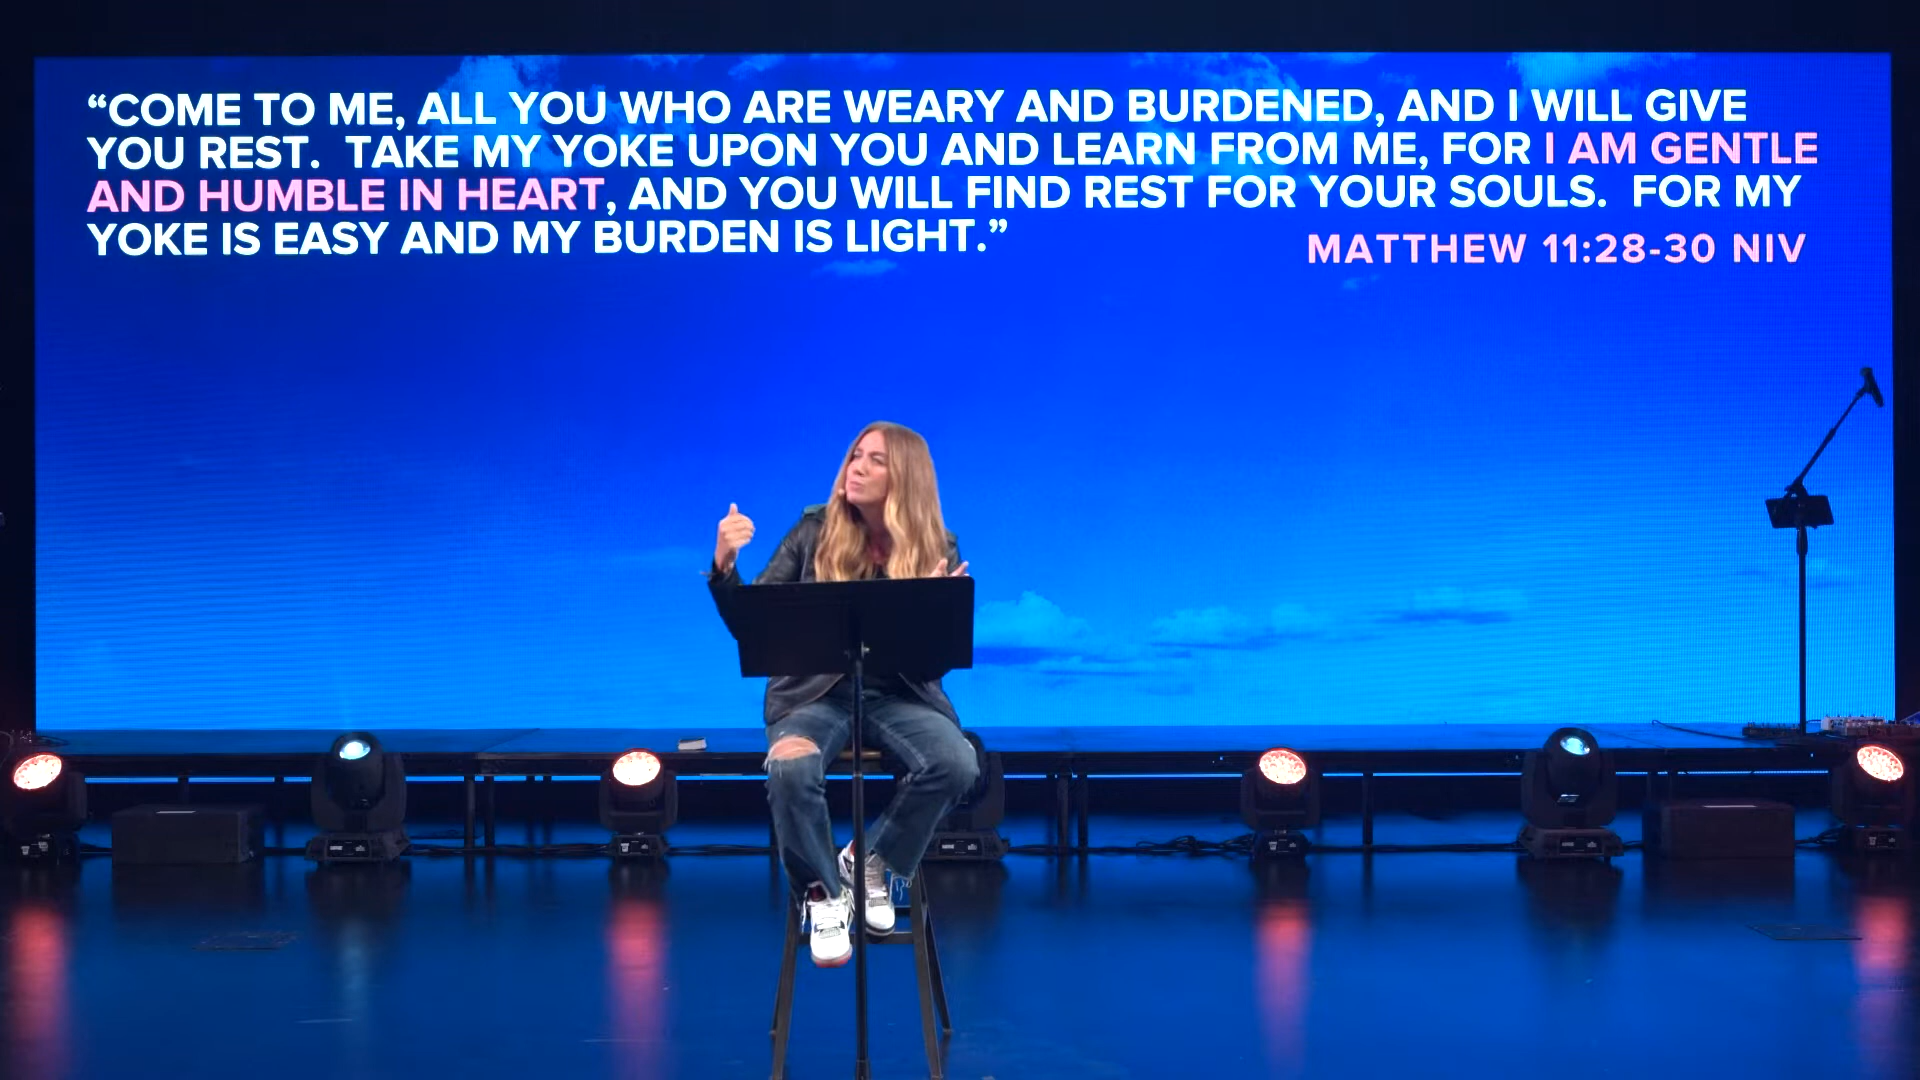 “COME TO ME, ALL YOU WHO ARE WEARY AND BURDENED, AND I WILL GIVE
YOU REST.  TAKE MY YOKE UPON YOU AND LEARN FROM ME, FOR I AM GENTLE
AND HUMBLE IN HEART, AND YOU WILL FIND REST FOR YOUR SOULS.  FOR MY
YOKE IS EASY AND MY BURDEN IS LIGHT.”
MATTHEW 11:28-30 NIV